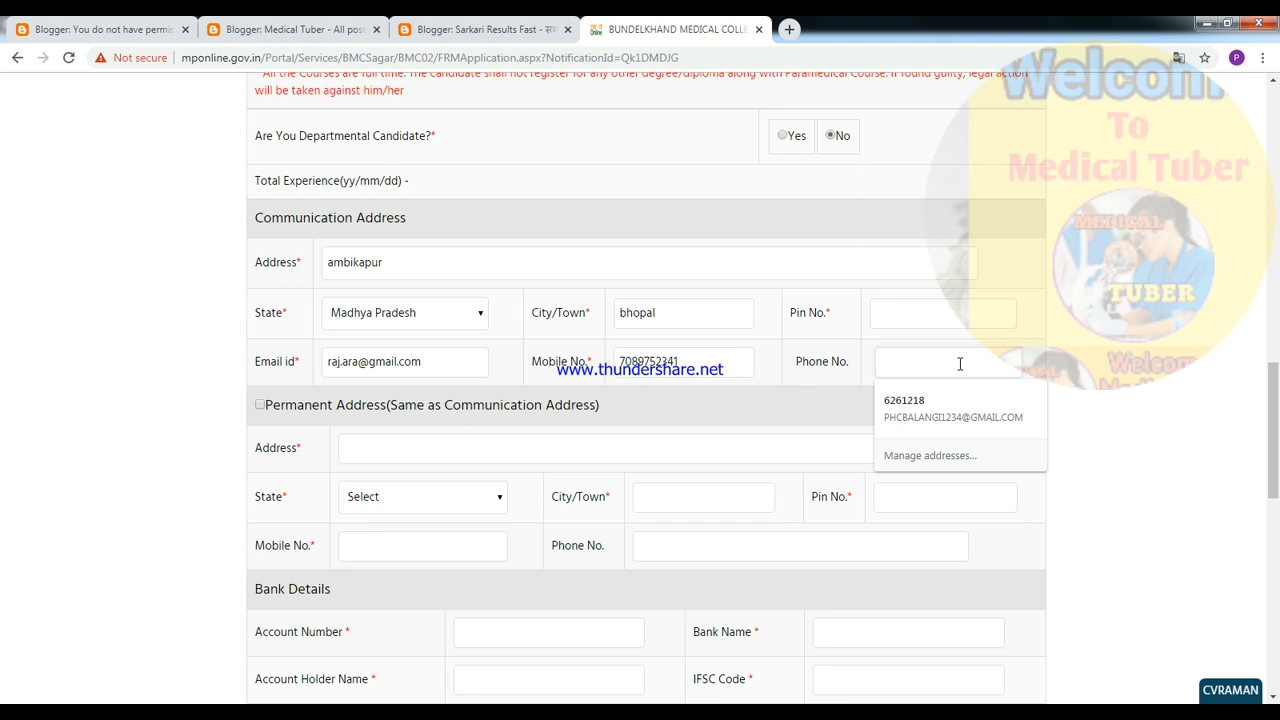 Blogger: You do not have permis
Blogger: Medical Tuber - All pos
Blogger: Sarkari Results Fast - 
BUNDELKHAND MEDICAL COLLE
Not secure
mponline.gov.in/Portal/Services/BMCSagar/BMC02/FRMApplication.aspx?NotificationId=Qk1DMDJG
P
Welcom
To
Medical Tuber
MEDICAL
TUBER
All the Courses are full time. The candidate shall not register for any other degree/diploma along with Paramedical Course. If found guilty, legal action
will be taken against him/her
Are You Departmental Candidate?*
Yes
No
Total Experience(yy/mm/dd) -
Communication Address
Address*
ambikapur
State*
Madhya Pradesh
City/Town*
bhopal
Pin No.*
Email id*
raj.ara@gmail.com
Mobile No.*
7089752341
Phone No.
www.thundershare.net
Welcom
6261218
PHCBALANGI1234@GMAIL.COM
Manage addresses...
Permanent Address(Same as Communication Address)
Address*
State*
Select
City/Town*
Pin No.*
Mobile No.*
Phone No.
Bank Details
Account Number *
Bank Name *
Account Holder Name *
IFSC Code *
CVRAMAN